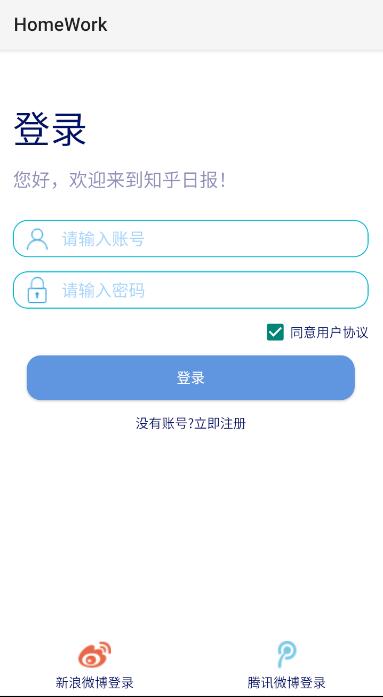 HomeWork
登录
您好，欢迎来到知乎日报！
请输入账号
请输入密码
同意用户协议
登录
没有账号?立即注册
新浪微博登录
腾讯微博登录